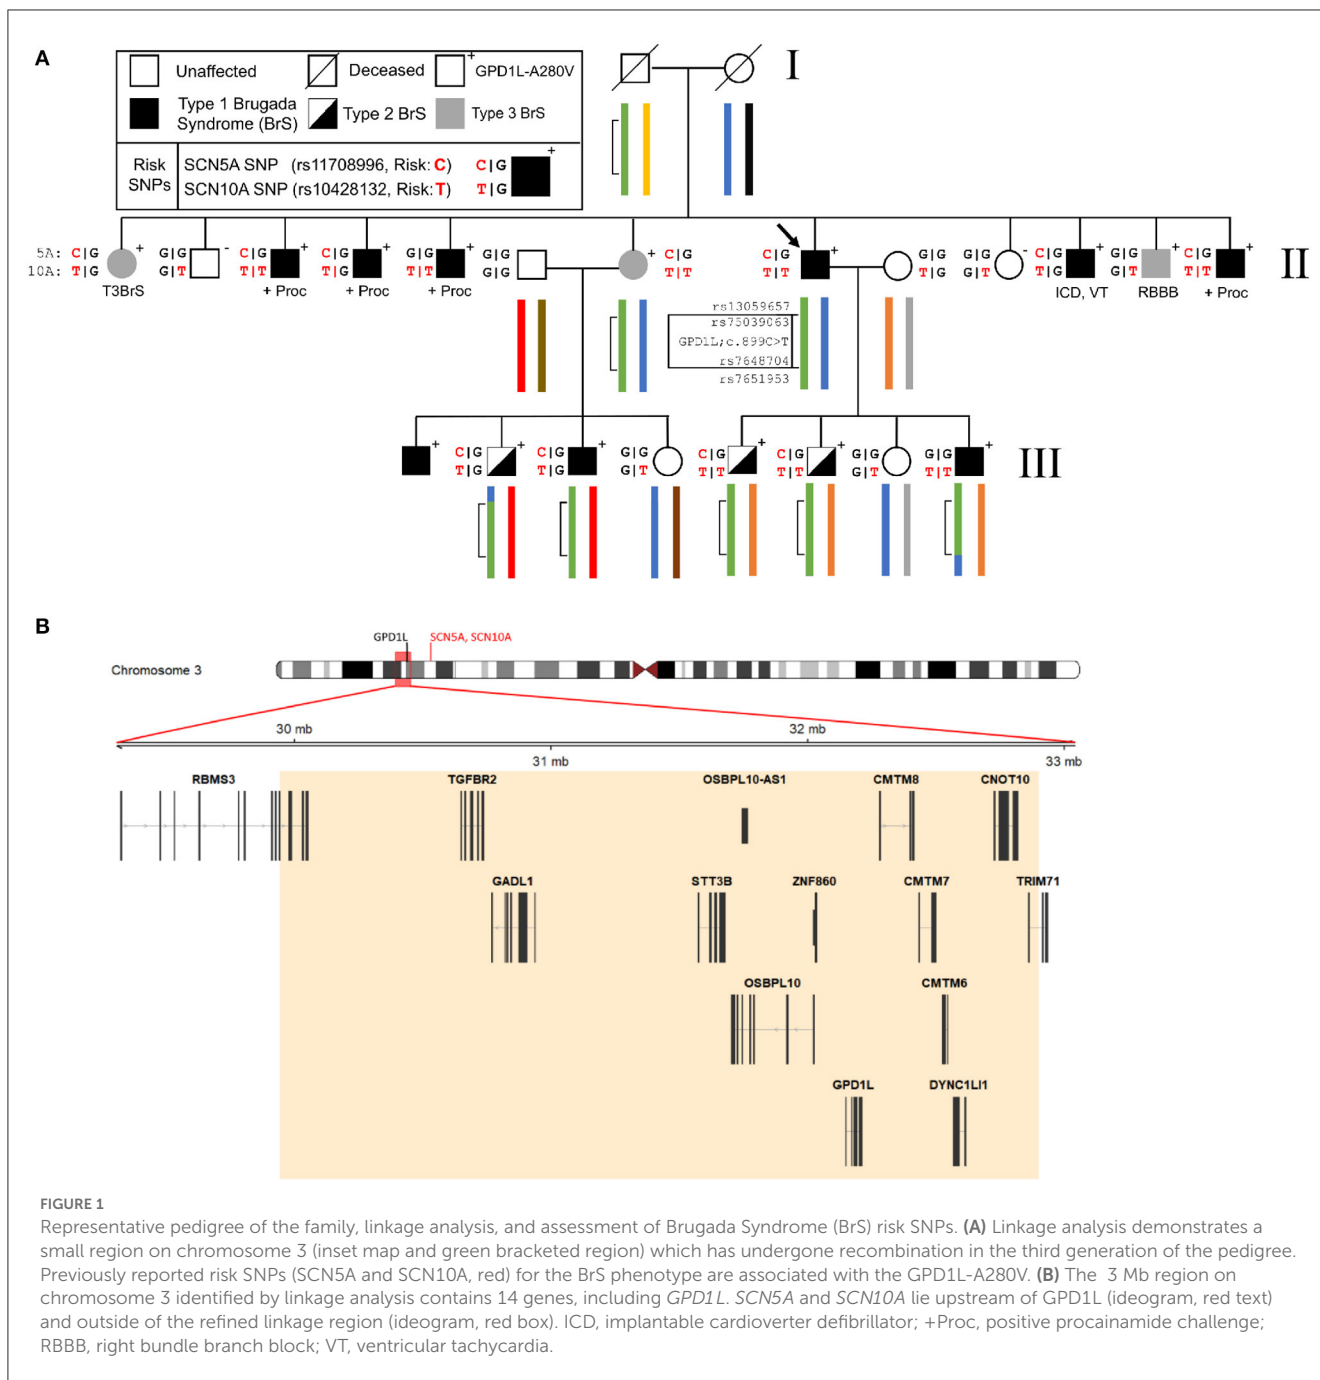 A
Unaffected
Deceased
+
GPD1L-A280V
Type 1 Brugada
Syndrome (BrS)
Type 2 BrS
Type 3 BrS
Risk
SNPs
SCN5A SNP (rs11708996, Risk: C)
SCN10A SNP (rs10428132, Risk: T)
C|G
T|G
+
I
5A: C|G + G|G - C|G + C|G + G|G + G|G + C|G C|G + G|G G|G - C|G + G|G + C|G +
10A: T|G G|T T|T T|T T|T G|G T|T T|T T|G G|T T|G G|T T|T
II
T3BrS
+ Proc
+ Proc
+ Proc
ICD, VT
RBBB
+ Proc
rs13059657
rs75039063
GPD1L;c.899C>T
rs7648704
rs7651953
+ C|G + C|G + G|G C|G + C|G + G|G G|G +
T|G T|G G|T T|T T|T G|T T|T
III
B
GPD1L
SCN5A, SCN10A
Chromosome 3
30 mb
32 mb
31 mb
33 mb
RBMS3
TGFBR2
OSBPL10-AS1
CMTM8
CNOT10
GADL1
STT3B
ZNF860
CMTM7
TRIM71
OSBPL10
CMTM6
GPD1L
DYNC1LI1
FIGURE 1
Representative pedigree of the family, linkage analysis, and assessment of Brugada Syndrome (BrS) risk SNPs. (A) Linkage analysis demonstrates a
small region on chromosome 3 (inset map and green bracketed region) which has undergone recombination in the third generation of the pedigree.
Previously reported risk SNPs (SCN5A and SCN10A, red) for the BrS phenotype are associated with the GPD1L-A280V. (B) The 3 Mb region on
chromosome 3 identified by linkage analysis contains 14 genes, including GPD1L. SCN5A and SCN10A lie upstream of GPD1L (ideogram, red text)
and outside of the refined linkage region (ideogram, red box). ICD, implantable cardioverter defibrillator; +Proc, positive procainamide challenge;
RBBB, right bundle branch block; VT, ventricular tachycardia.